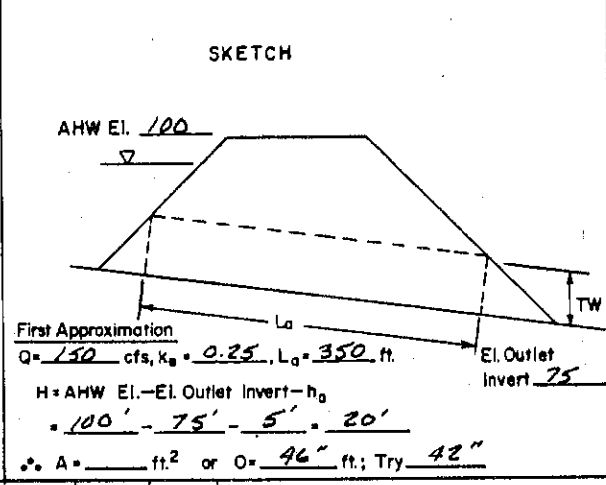 SKETCH
AHW El. 100
TW
La
First Approximation
Q= 150 cfs, ke = 0.25, La = 350 ft.
El. Outlet
Invert 75
H = AHW El.-El. Outlet Invert-ho
= 100' - 75' - 5' = 20'
∴ A = ft.² or D= 46" ft.; Try 42"